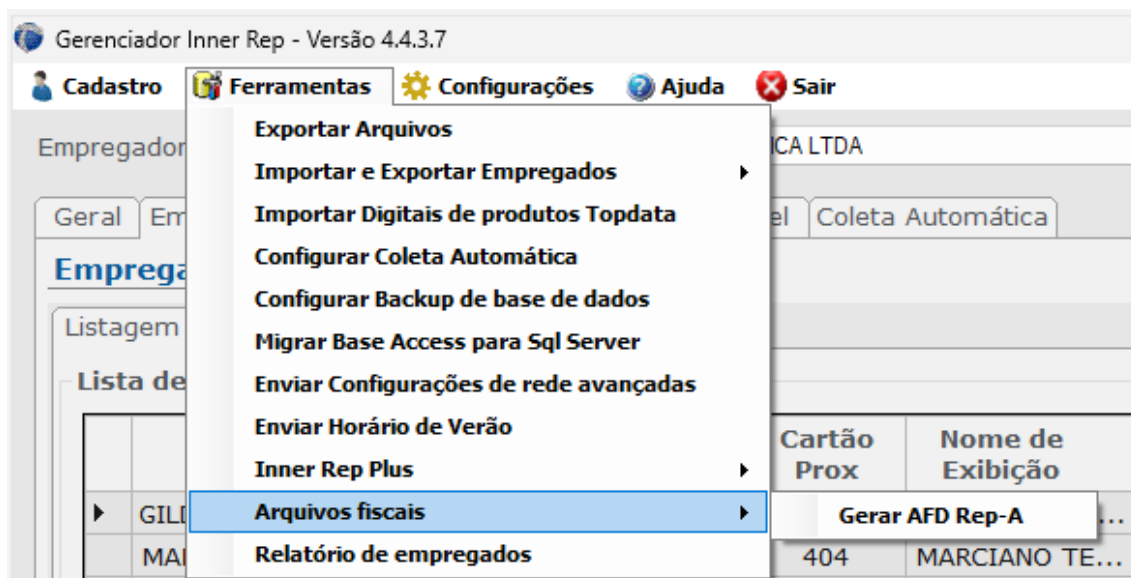 Gerenciador Inner Rep - Versão 4.4.3.7
Cadastro Ferramentas Configurações Ajuda Sair
Exportar Arquivos
Empregador ICA LTDA
Importar e Exportar Empregados
Geral Em Importar Digitais de produtos Topdata el Coleta Automática
Configurar Coleta Automática
Emprega
Configurar Backup de base de dados
Listagem
Migrar Base Access para Sql Server
Lista de Enviar Configurações de rede avançadas
Enviar Horário de Verão Cartão Nome de
Inner Rep Plus Prox Exibição
GILI Arquivos fiscais Gerar AFD Rep-A ...
MAI Relatório de empregados 404 MARCIANO TE...